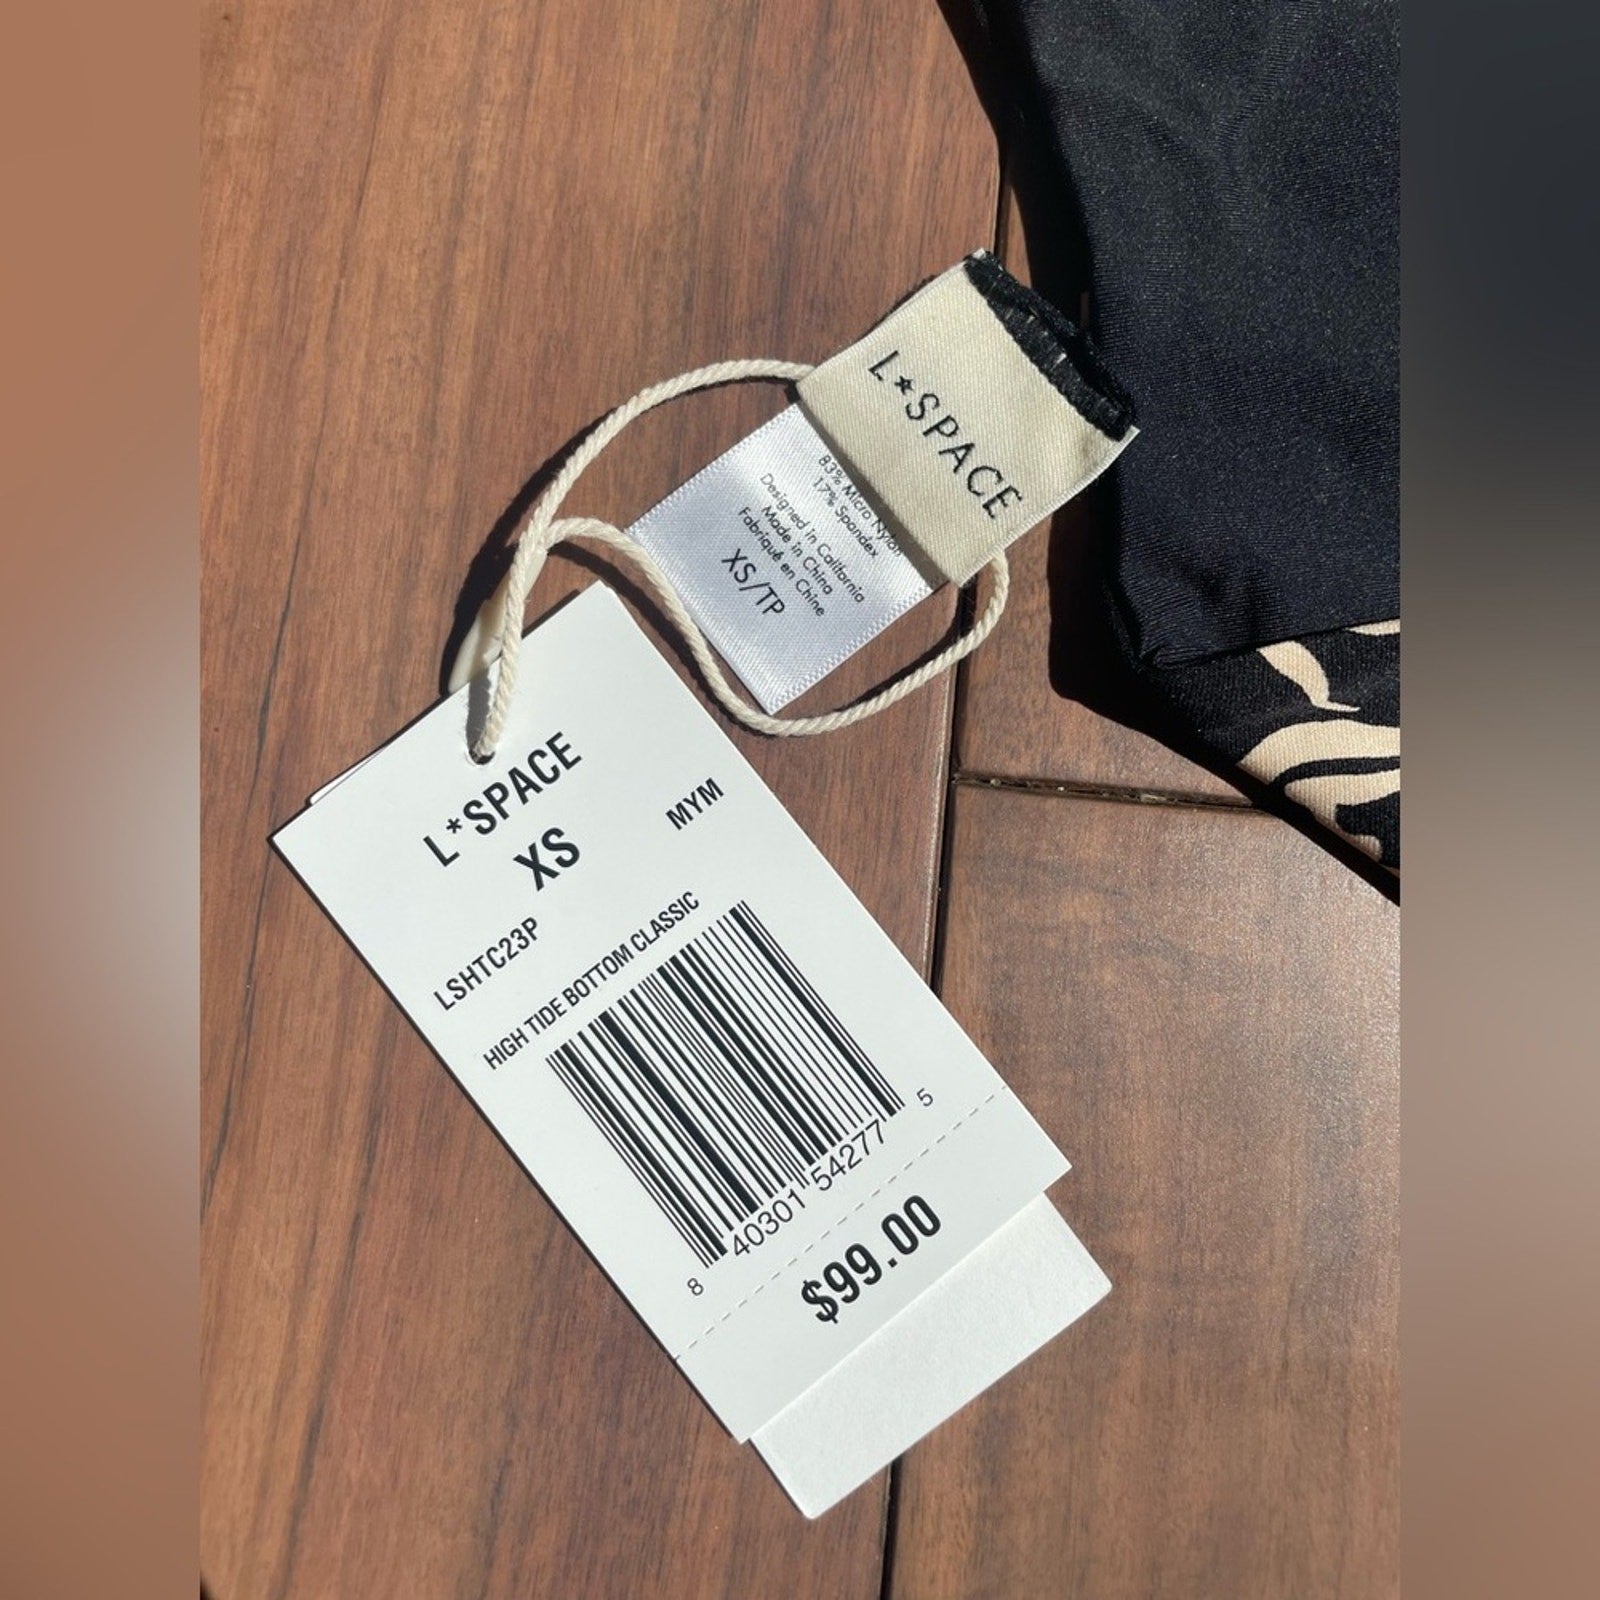 L*SPACE
83% Micro Nylon
17% Spandex
Designed in California
Made in China
Fabriqué en Chine
XS/TP
L*SPACE
XS
MYM
LSHTC23P
HIGH TIDE BOTTOM CLASSIC
8 40301 54277 5
$99.00